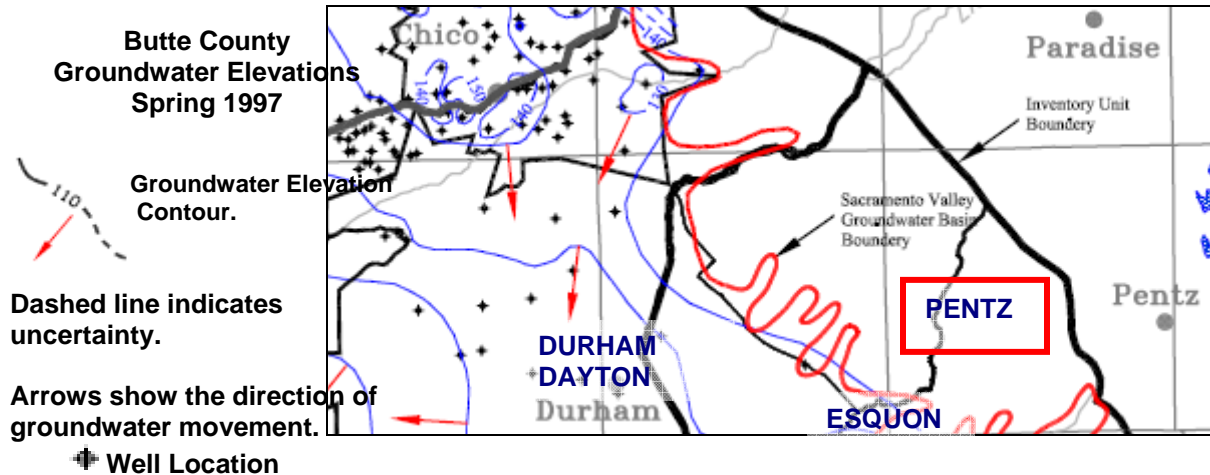 Butte County
Groundwater Elevations
Spring 1997
110
Groundwater Elevation
Contour.
Dashed line indicates
uncertainty.
Arrows show the direction of
groundwater movement.
Well Location
Chico
140
Paradise
140
150
140
130
Inventory Unit
Boundery
Sacramento Valley
Groundwater Basin
Boundery
PENTZ
Pentz
DURHAM
DAYTON
Durham
ESQUON